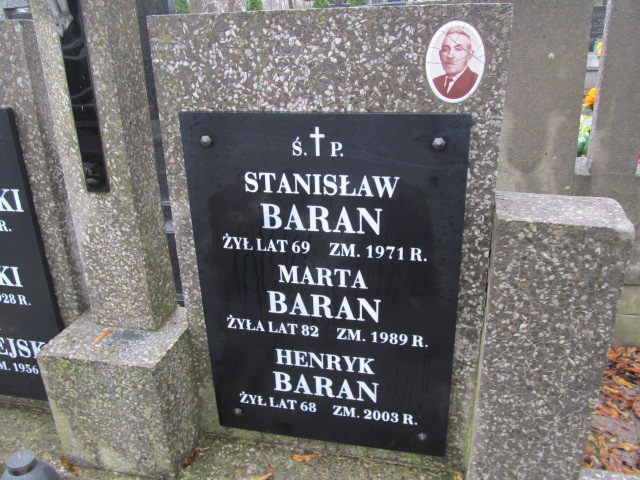 Ś. P.
STANISŁAW
BARAN
ŻYŁ LAT 69 ZM. 1971 R.
MARTA
BARAN
ŻYŁA LAT 82 ZM. 1989 R.
HENRYK
BARAN
ŻYŁ LAT 68 ZM. 2003 R.